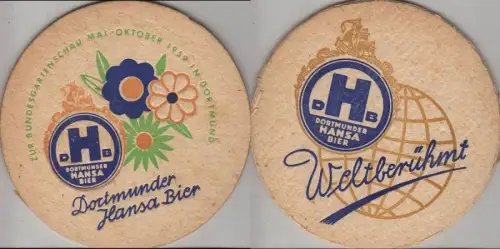 ZUR BUNDESGARTENSCHAU MAI-OKTOBER 1959 IN DORTMUND
D H B
DORTMUNDER
HANSA
BIER
Dortmunder
Hansa Bier
D H B
DORTMUNDER
HANSA
BIER
Weltberühmt